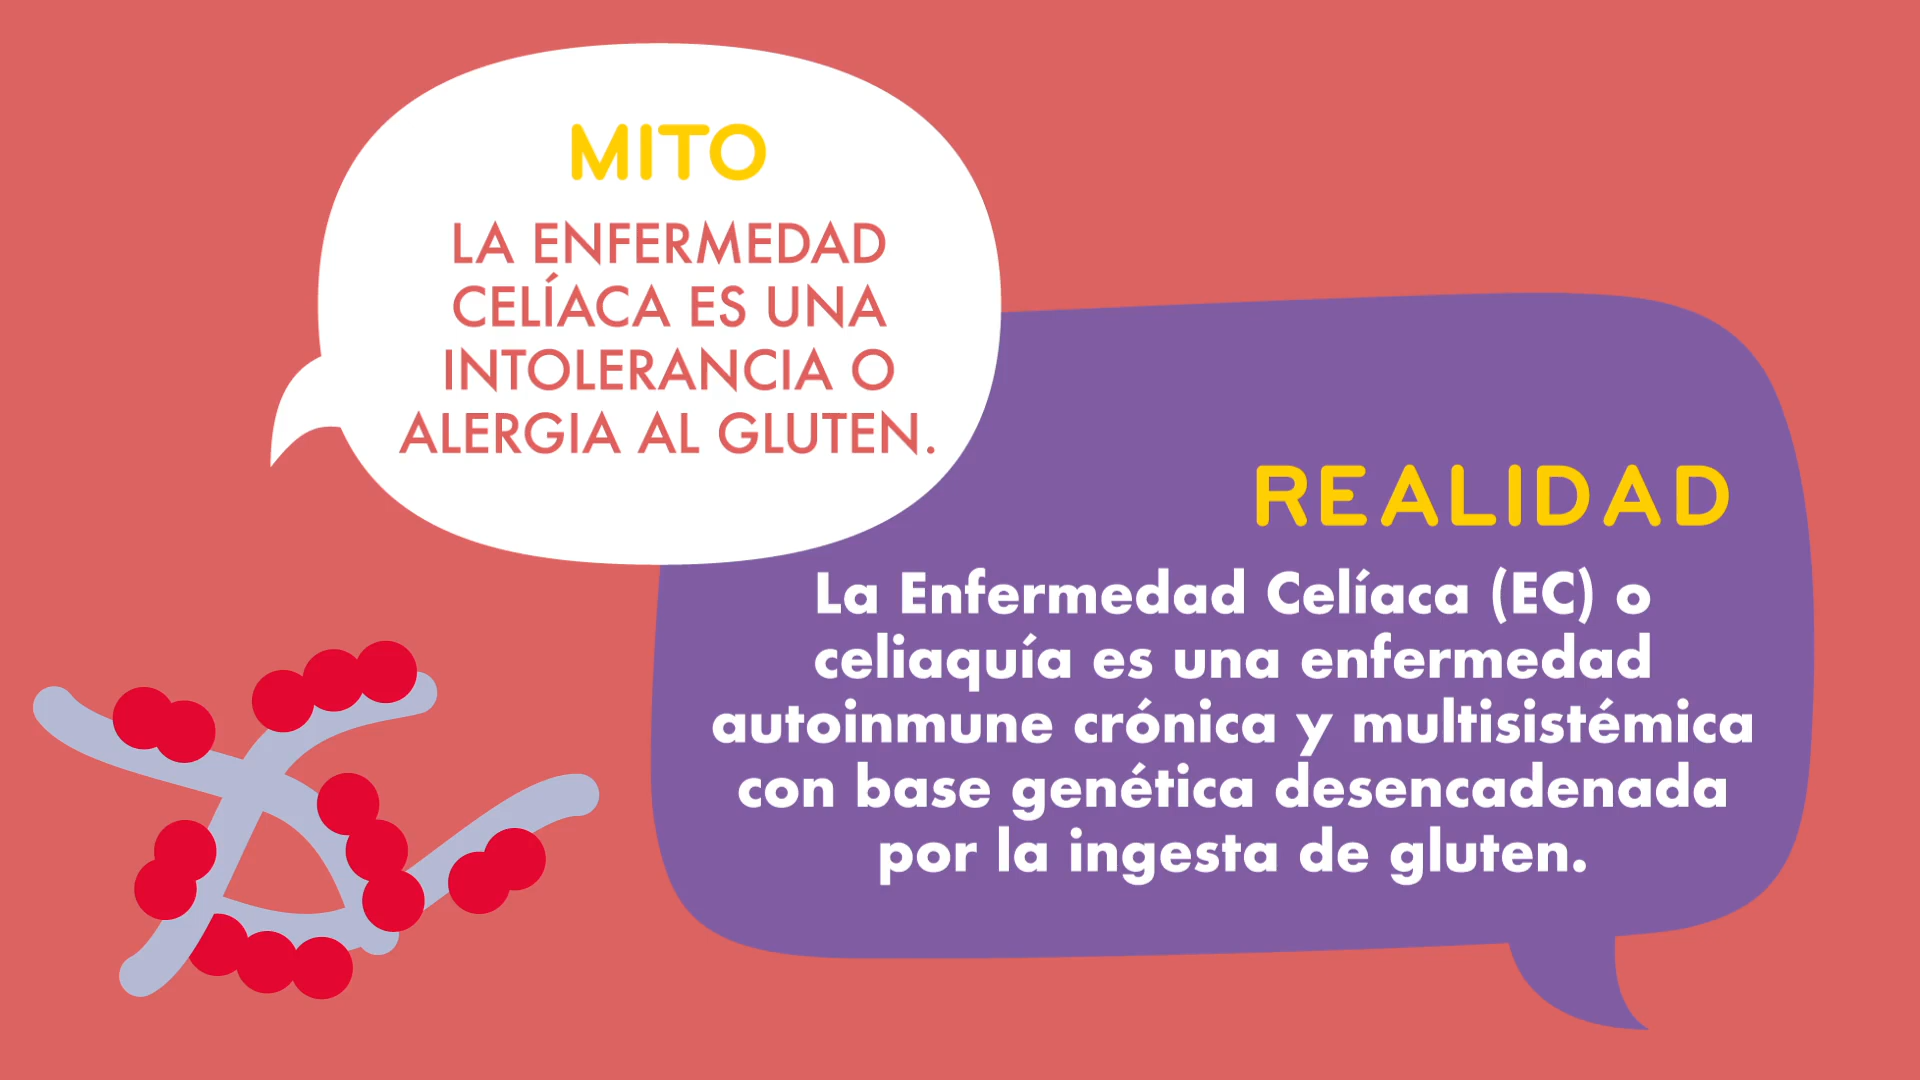 MITO
LA ENFERMEDAD
CELÍACA ES UNA
INTOLERANCIA O
ALERGIA AL GLUTEN.
REALIDAD
La Enfermedad Celíaca (EC) o
celiaquía es una enfermedad
autoinmune crónica y multisistémica
con base genética desencadenada
por la ingesta de gluten.